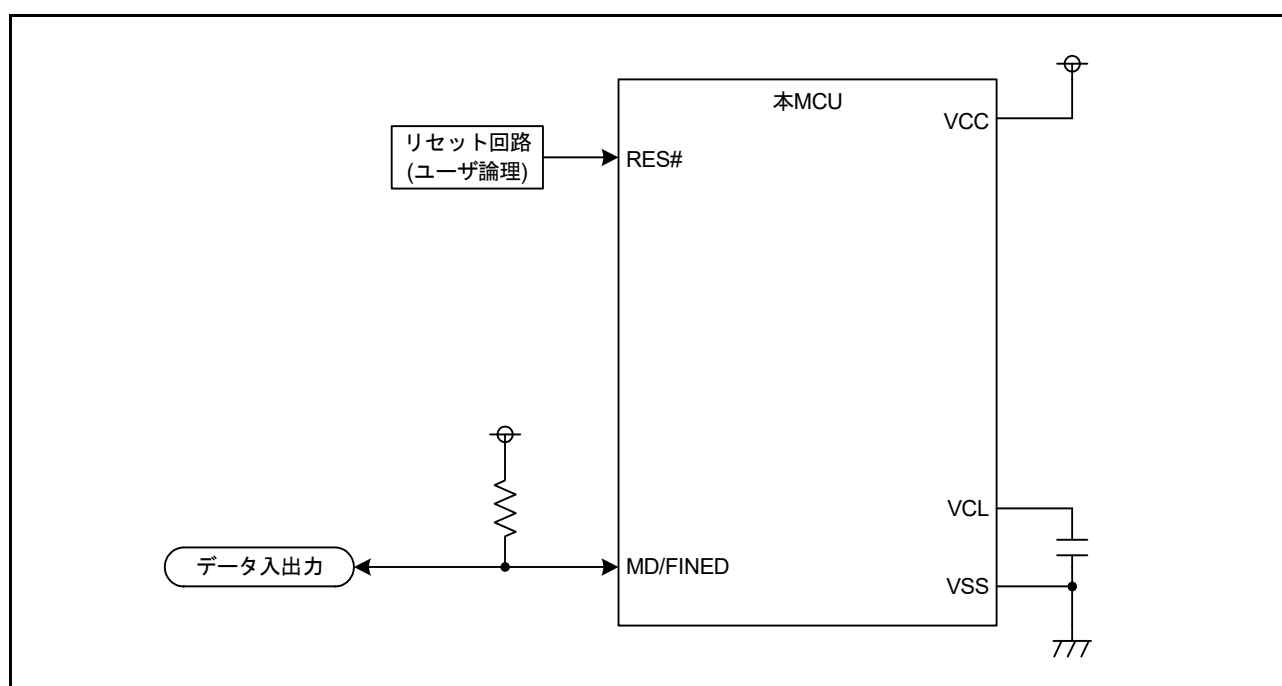 本MCU
VCC
リセット回路
(ユーザ論理)
RES#
VCL
データ入出力
MD/FINED
VSS